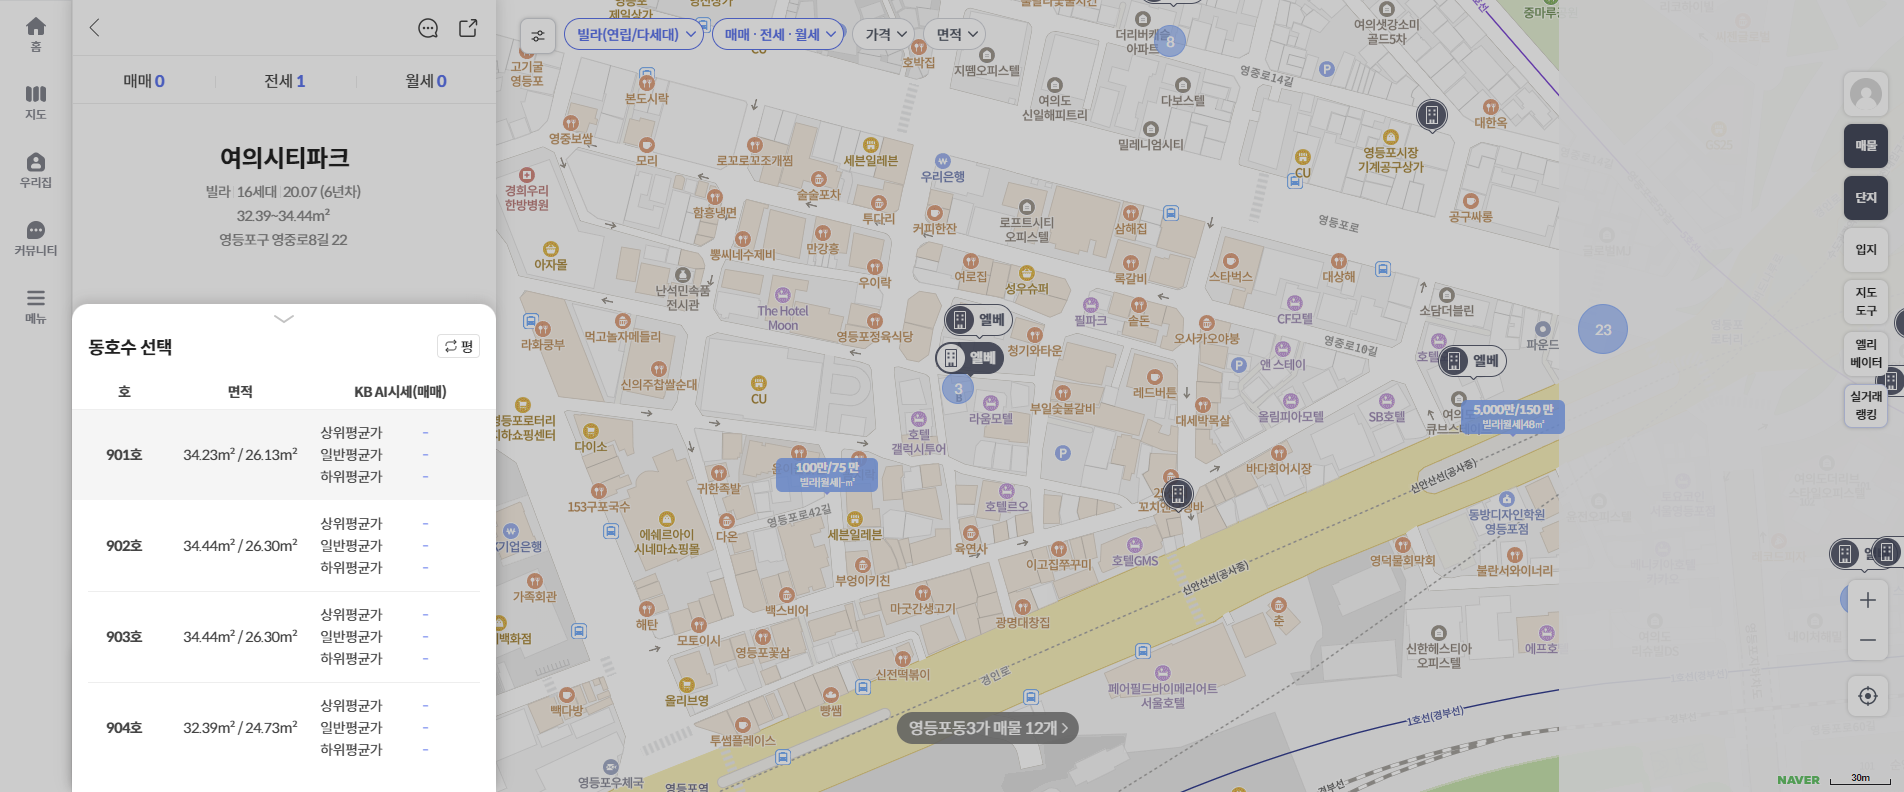 홈
지도
우리집
커뮤니티
메뉴
매매 0
전세 1
월세 0
여의시티파크
빌라 16세대 20.07 (6년차)
32.39~34.44m²
영등포구 영중로8길 22
동호수 선택
평
호
면적
KB AI시세(매매)
901호
34.23m² / 26.13m²
상위평균가 -
일반평균가 -
하위평균가 -
902호
34.44m² / 26.30m²
상위평균가 -
일반평균가 -
하위평균가 -
903호
34.44m² / 26.30m²
상위평균가 -
일반평균가 -
하위평균가 -
904호
32.39m² / 24.73m²
상위평균가 -
일반평균가 -
하위평균가 -
빌라(연립/다세대)
매매 · 전세 · 월세
가격
면적
제일상가
CU
호박집
지뗌오피스텔
더리버캐슬
아파트
8
여의샛강소미
골드5차
중마루
고기굴
영등포
본도시락
여의도
신일해피트리
다보스텔
영중로14길
P
대한옥
영중보쌈
모리
로꼬로꼬조개찜
세븐일레븐
우리은행
밀레니엄시티
CU
영등포시장
기계공구상가
경희우리
한방병원
함흥냉면
술술포차
투다리
커피한잔
로프트시티
오피스텔
삼해집
영등포로
공구싸롱
아자몰
뽕씨네수제비
만강홍
우이락
여로집
성우슈퍼
록갈비
스타벅스
대상해
난석민속품
전시관
The Hotel
Moon
엘베
엘베
3
필파크
솥돈
CF모텔
소담더블린
라화쿵부
먹고놀자메들리
영등포정육식당
청기와타운
오사카오야붕
영중로10길
호텔
엘베
파운드
P
앤 스테이
신의주찹쌀순대
CU
라움모텔
부일숯불갈비
레드버튼
대세박목살
올림피아모텔
SB호텔
5,000만/150 만
빌라|월세|48㎡
영등포로터리
지하쇼핑센터
다이소
호텔
갤럭시투어
P
바다회어시장
신안산선(공사중)
100만/75 만
빌라|월세|-㎡
귀한족발
153구포국수
영등포로42길
호텔르오
동방디자인학원
영등포점
기업은행
에쉐르아이
시네마쇼핑몰
다온
세븐일레븐
육연사
이고집쭈꾸미
호텔GMS
영덕물회막회
불란서와이너리
가족회관
부엉이키친
신안산선(공사중)
해탄
백스비어
마굿간생고기
광명대창집
춘
백화점
모토이시
영등포꽃삼
신전떡볶이
경인로
신한헤스티아
오피스텔
에프호
올리브영
빽다방
빵쌤
페어필드바이메리어트
서울호텔
투썸플레이스
영등포동3가 매물 12개
1호선(경부선)
영등포우체국
영등포역
경부선
23
매물
단지
입지
지도
도구
엘리
베이터
실거래
랭킹
NAVER
30m